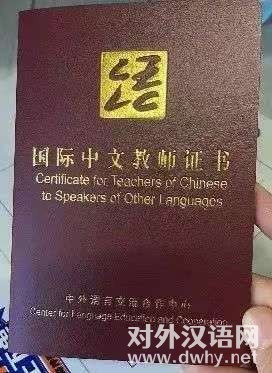 国际中文教师证书
Certificate for Teachers of Chinese
to Speakers of Other Languages
中外语言交流合作中心
Center for Language Education and Cooperation
对外汉语网
www.dwhy.net